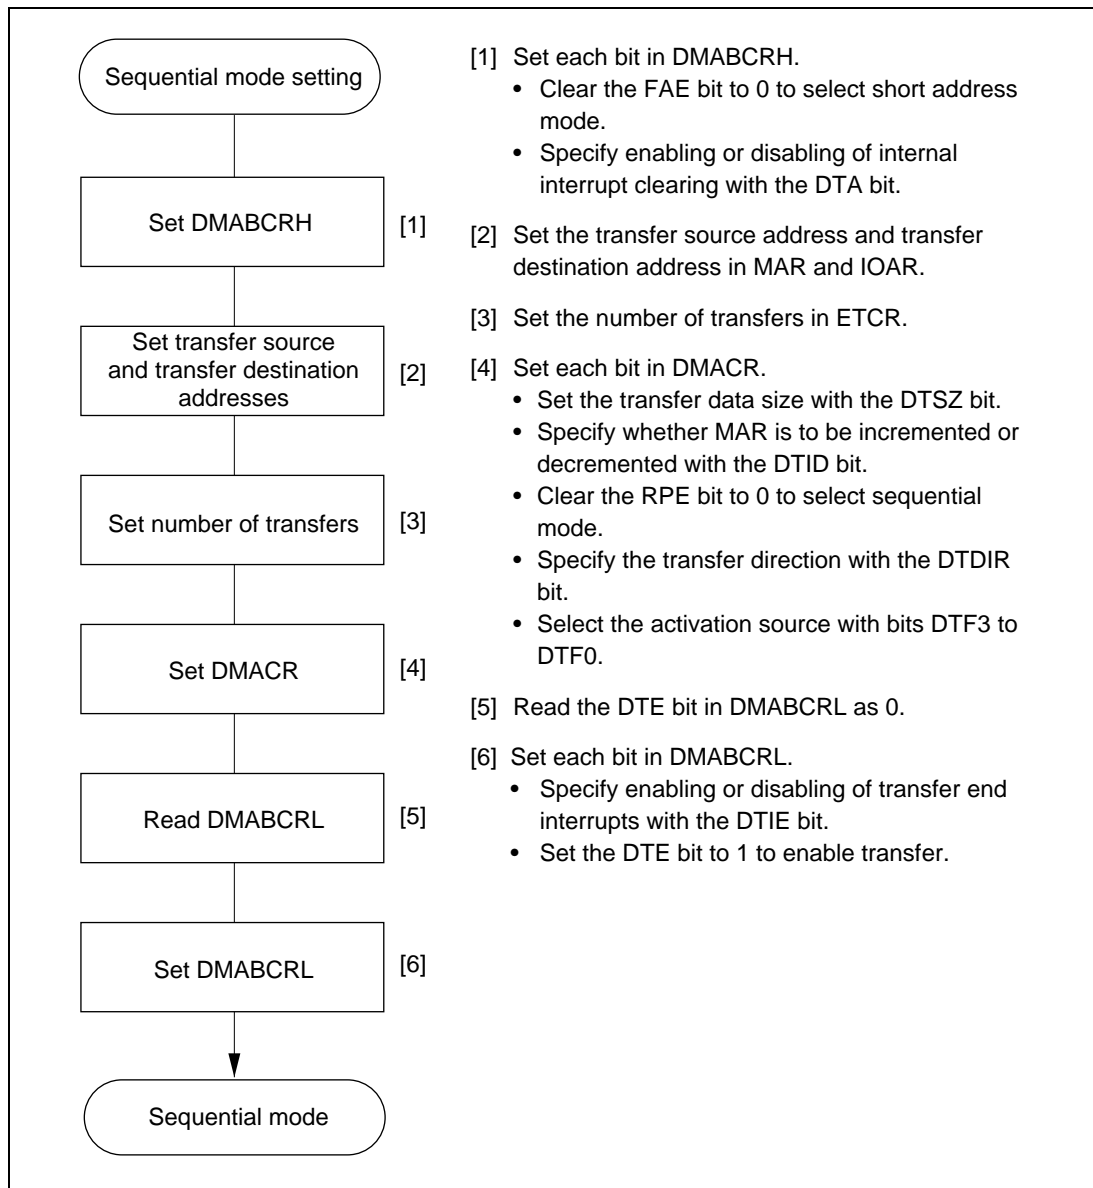 Sequential mode setting
Set DMABCRH
[1]
Set transfer source
and transfer destination
addresses
[2]
Set number of transfers
[3]
Set DMACR
[4]
Read DMABCRL
[5]
Set DMABCRL
[6]
Sequential mode
[1] Set each bit in DMABCRH.
• Clear the FAE bit to 0 to select short address
mode.
• Specify enabling or disabling of internal
interrupt clearing with the DTA bit.
[2] Set the transfer source address and transfer
destination address in MAR and IOAR.
[3] Set the number of transfers in ETCR.
[4] Set each bit in DMACR.
• Set the transfer data size with the DTSZ bit.
• Specify whether MAR is to be incremented or
decremented with the DTID bit.
• Clear the RPE bit to 0 to select sequential
mode.
• Specify the transfer direction with the DTDIR
bit.
• Select the activation source with bits DTF3 to
DTF0.
[5] Read the DTE bit in DMABCRL as 0.
[6] Set each bit in DMABCRL.
• Specify enabling or disabling of transfer end
interrupts with the DTIE bit.
• Set the DTE bit to 1 to enable transfer.